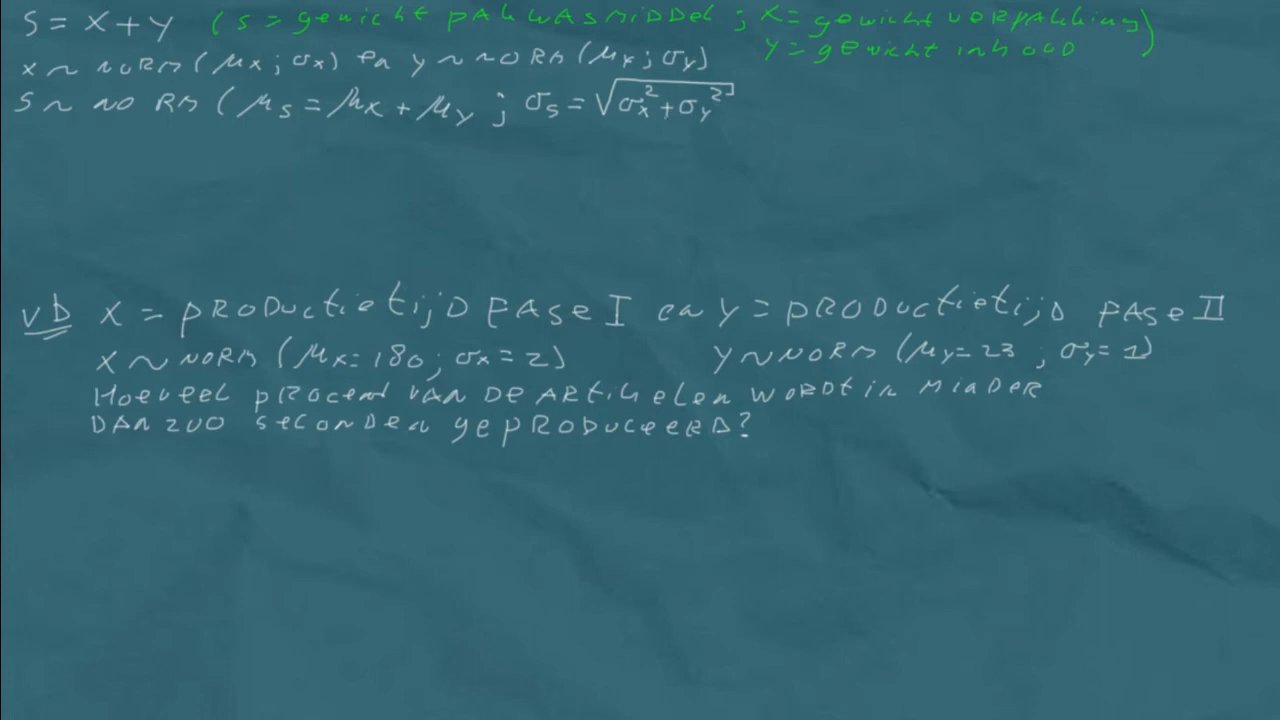 S = X + Y (S = gewicht pak wasmiddel ; X = gewicht verpakking
Y = gewicht inhoud)
X ~ NORM(μx ; σx) en Y ~ NORM(μy ; σy)
S ~ NORM (μs = μx + μy ; σs = √σx² + σy²
vb X = productietijd fase I en Y = productietijd fase II
X ~ NORM (μx = 180 ; σx = 2) Y ~ NORM (μy = 23 ; σy = 1)
Hoeveel procent van de artikelen wordt in minder
dan 200 seconden geproduceerd?